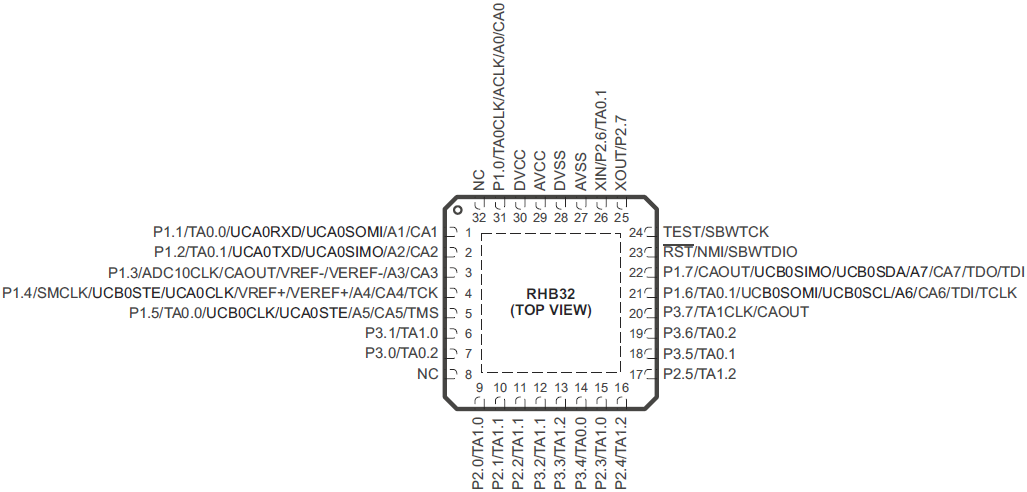 P1.0/TA0CLK/ACLK/A0/CA0
XIN/P2.6/TA0.1
XOUT/P2.7
NC
DVCC
AVCC
DVSS
AVSS
32 31 30 29 28 27 26 25
P1.1/TA0.0/UCA0RXD/UCA0SOMI/A1/CA1 1
24 TEST/SBWTCK
P1.2/TA0.1/UCA0TXD/UCA0SIMO/A2/CA2 2
23 RST/NMI/SBWTDIO
P1.3/ADC10CLK/CAOUT/VREF-/VEREF-/A3/CA3 3
22 P1.7/CAOUT/UCB0SIMO/UCB0SDA/A7/CA7/TDO/TDI
P1.4/SMCLK/UCB0STE/UCA0CLK/VREF+/VEREF+/A4/CA4/TCK 4
21 P1.6/TA0.1/UCB0SOMI/UCB0SCL/A6/CA6/TDI/TCLK
P1.5/TA0.0/UCB0CLK/UCA0STE/A5/CA5/TMS 5
20 P3.7/TA1CLK/CAOUT
P3.1/TA1.0 6
19 P3.6/TA0.2
P3.0/TA0.2 7
18 P3.5/TA0.1
NC 8
17 P2.5/TA1.2
RHB32
(TOP VIEW)
9 10 11 12 13 14 15 16
P2.0/TA1.0
P2.1/TA1.1
P2.2/TA1.1
P3.2/TA1.1
P3.3/TA1.2
P3.4/TA0.0
P2.3/TA1.0
P2.4/TA1.2